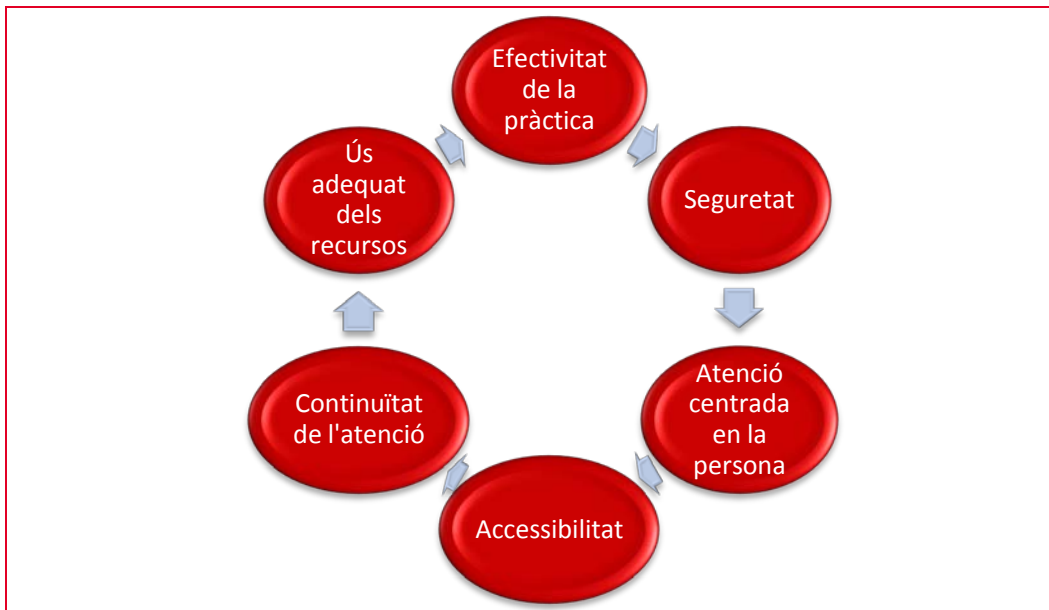 Efectivitat
de la
pràctica
Seguretat
Atenció
centrada
en la
persona
Accessibilitat
Continuïtat
de l'atenció
Ús
adequat
dels
recursos